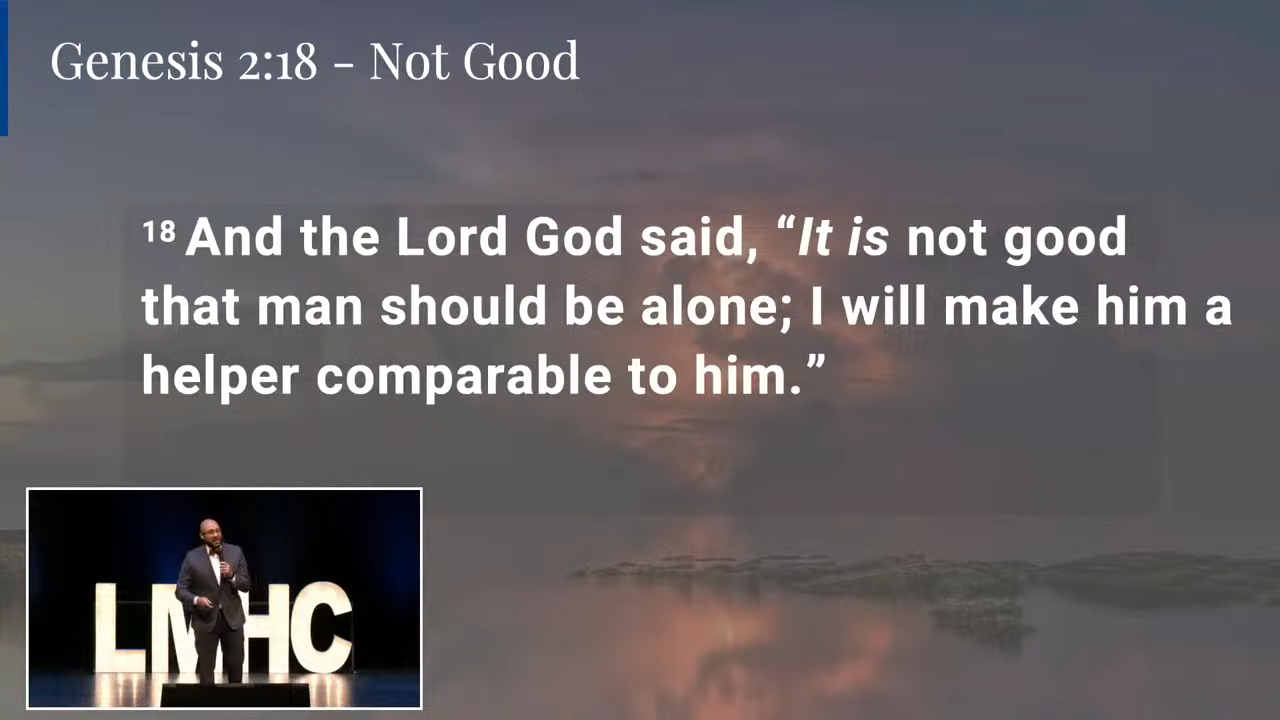 Genesis 2:18 - Not Good
18 And the Lord God said, “It is not good
that man should be alone; I will make him a
helper comparable to him.”
LMHC